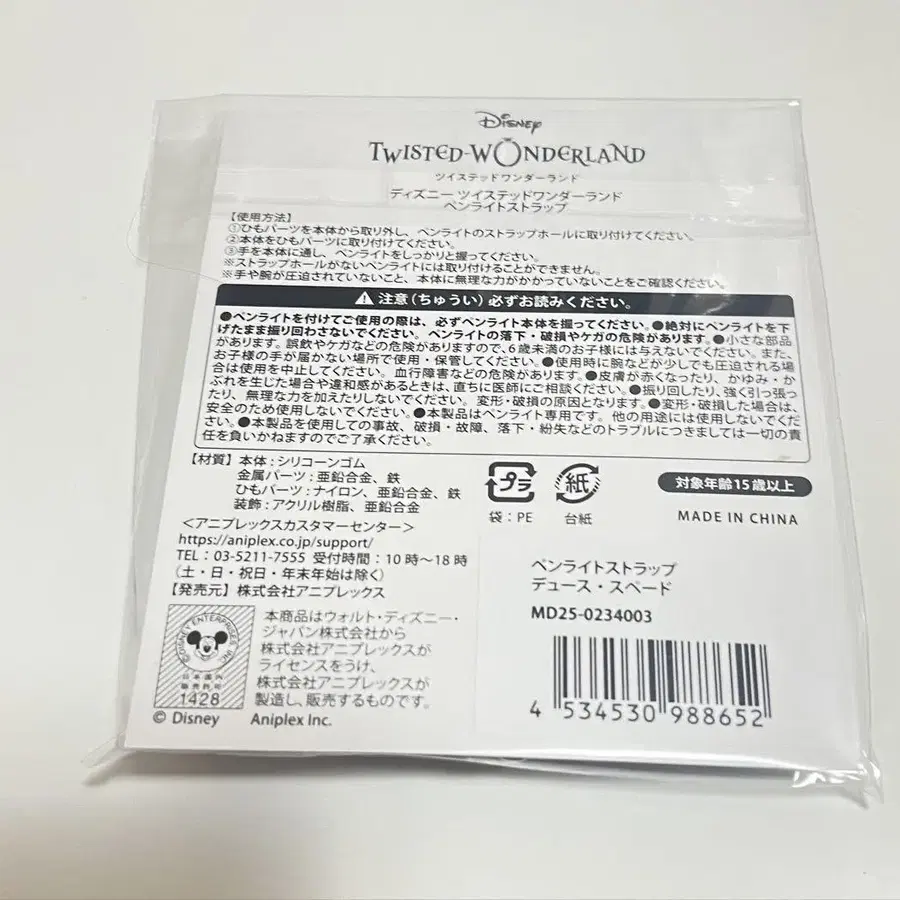 Disney
TWISTED-WONDERLAND
ツイステッドワンダーランド
ディズニー ツイステッドワンダーランド
ペンライトストラップ
【使用方法】
①ひもパーツを本体から取り外し、ペンライトのストラップホールに取り付けてください。
②本体をひもパーツに取り付けてください。
③手を本体に通し、ペンライトをしっかりと握ってください。
※ストラップホールがないペンライトには取り付けることができません。
※手や腕が圧迫されていないこと、本体に無理な力がかかっていないことをご確認ください。
注意(ちゅうい)必ずお読みください。
●ペンライトを付けてご使用の際は、必ずペンライト本体を握ってください。●絶対にペンライトを下
げたまま振り回わさないでください。ペンライトの落下・破損やケガの危険があります。●小さな部品
があります。誤飲やケガなどの危険がありますので、6歳未満のお子様には与えないでください。また、
お子様の手が届かない場所で使用・保管してください。●使用時に腕などが少しでも圧迫される場
合は使用を中止してください。血行障害などの危険があります。●皮膚が赤くなったり、かゆみ・か
ぶれを生じた場合や違和感があるときは、直ちに医師にご相談ください。●振り回したり、強く引っ張っ
たり、無理な力を加えたりしないでください。変形・破損の原因となります。●変形・破損した場合は、
安全のため使用しないでください。●本製品はペンライト専用です。他の用途には使用しないでください。
●本製品を使用しての事故、破損・故障、落下・紛失などのトラブルにつきましては一切の責
任を負いかねますのでご了承ください。
【材質】本体:シリコーンゴム
金属パーツ:亜鉛合金、鉄
ひもパーツ:ナイロン、亜鉛合金、鉄
装飾:アクリル樹脂、亜鉛合金
プラ
袋:PE
紙
台紙
対象年齢15歳以上
MADE IN CHINA
<アニプレックスカスタマーセンター>
https://aniplex.co.jp/support/
TEL:03-5211-7555 受付時間:10時~18時
(土・日・祝日・年末年始は除く)
【発売元】株式会社アニプレックス
DISNEY ENTERPRISES, INC.
日本国内
販売許可
1428
本商品はウォルト・ディズニー・
ジャパン株式会社から
株式会社アニプレックスが
ライセンスをうけ、
株式会社アニプレックスが
製造し、販売するものです。
© Disney Aniplex Inc.
ペンライトストラップ
デュース・スペード
MD25-0234003
4 534530 988652